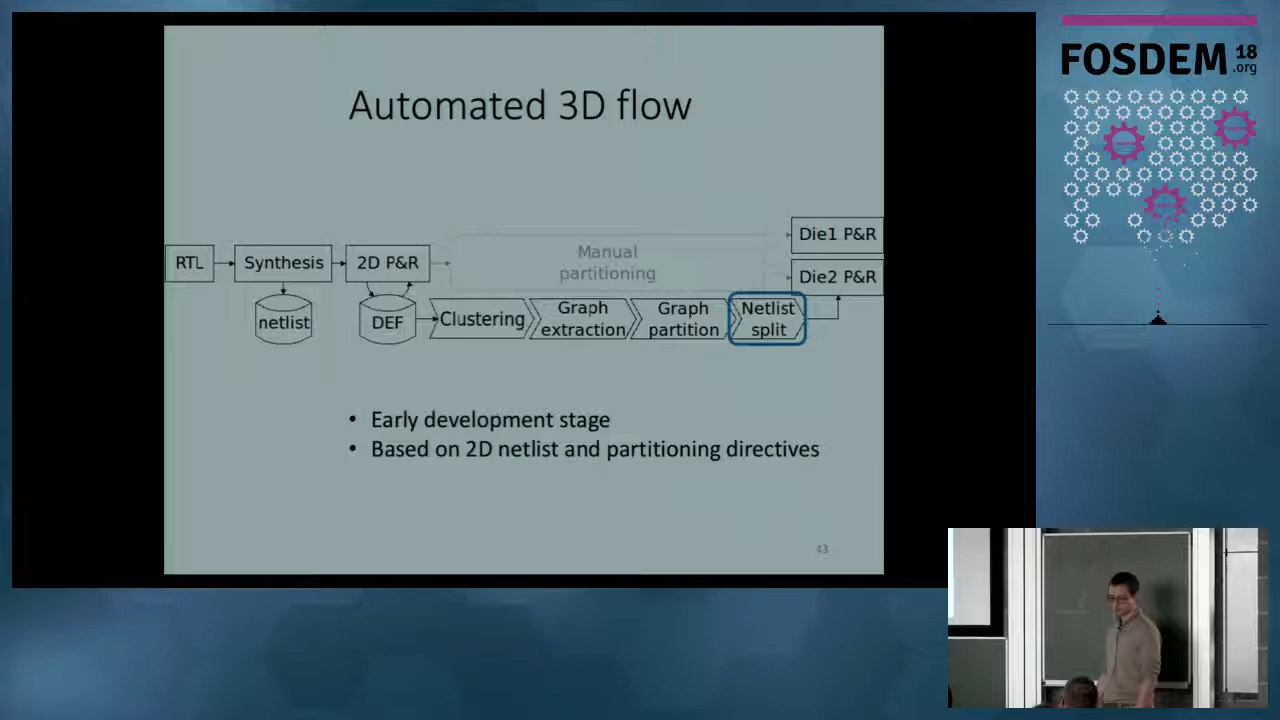 Automated 3D flow
RTL
Synthesis
2D P&R
Manual
partitioning
Die1 P&R
Die2 P&R
netlist
DEF
Clustering
Graph
extraction
Graph
partition
Netlist
split
• Early development stage
• Based on 2D netlist and partitioning directives
43
FOSDEM 18
.org